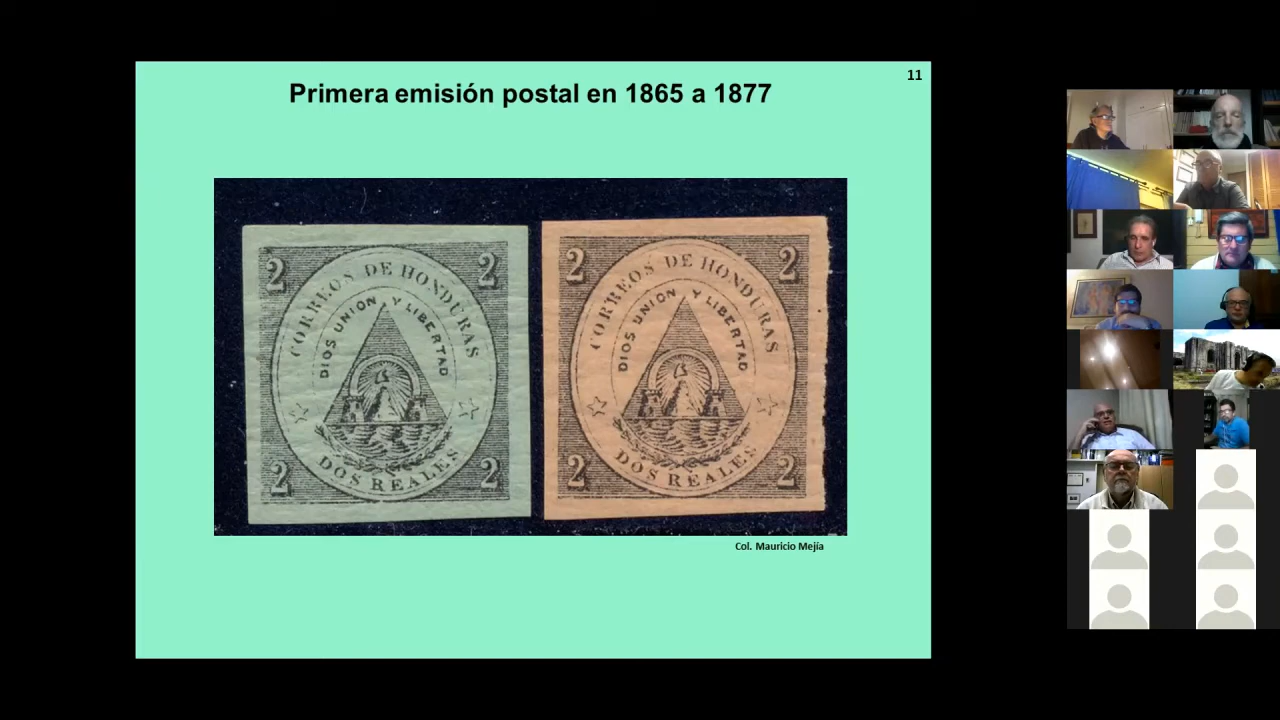 11
Primera emisión postal en 1865 a 1877
2 2
CORREOS DE HONDURAS
DIOS UNION Y LIBERTAD
DOS REALES
2 2
2 2
CORREOS DE HONDURAS
DIOS UNION Y LIBERTAD
DOS REALES
2 2
Col. Mauricio Mejía